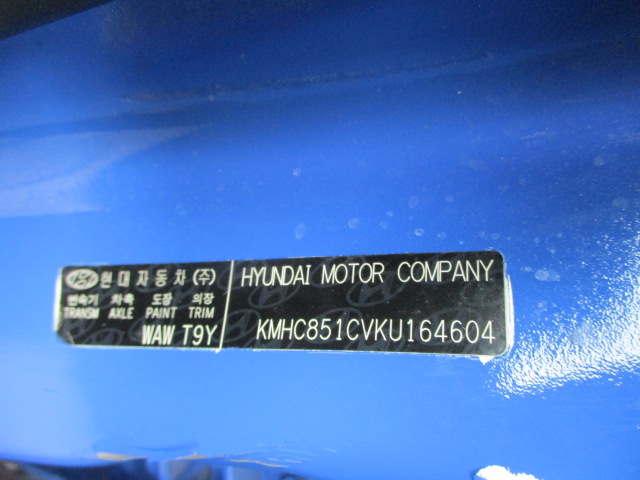 현대자동차 (주)
변속기 차축 도장 의장
TRANSM AXLE PAINT TRIM
WAW T9Y
HYUNDAI MOTOR COMPANY
KMHC851CVKU164604